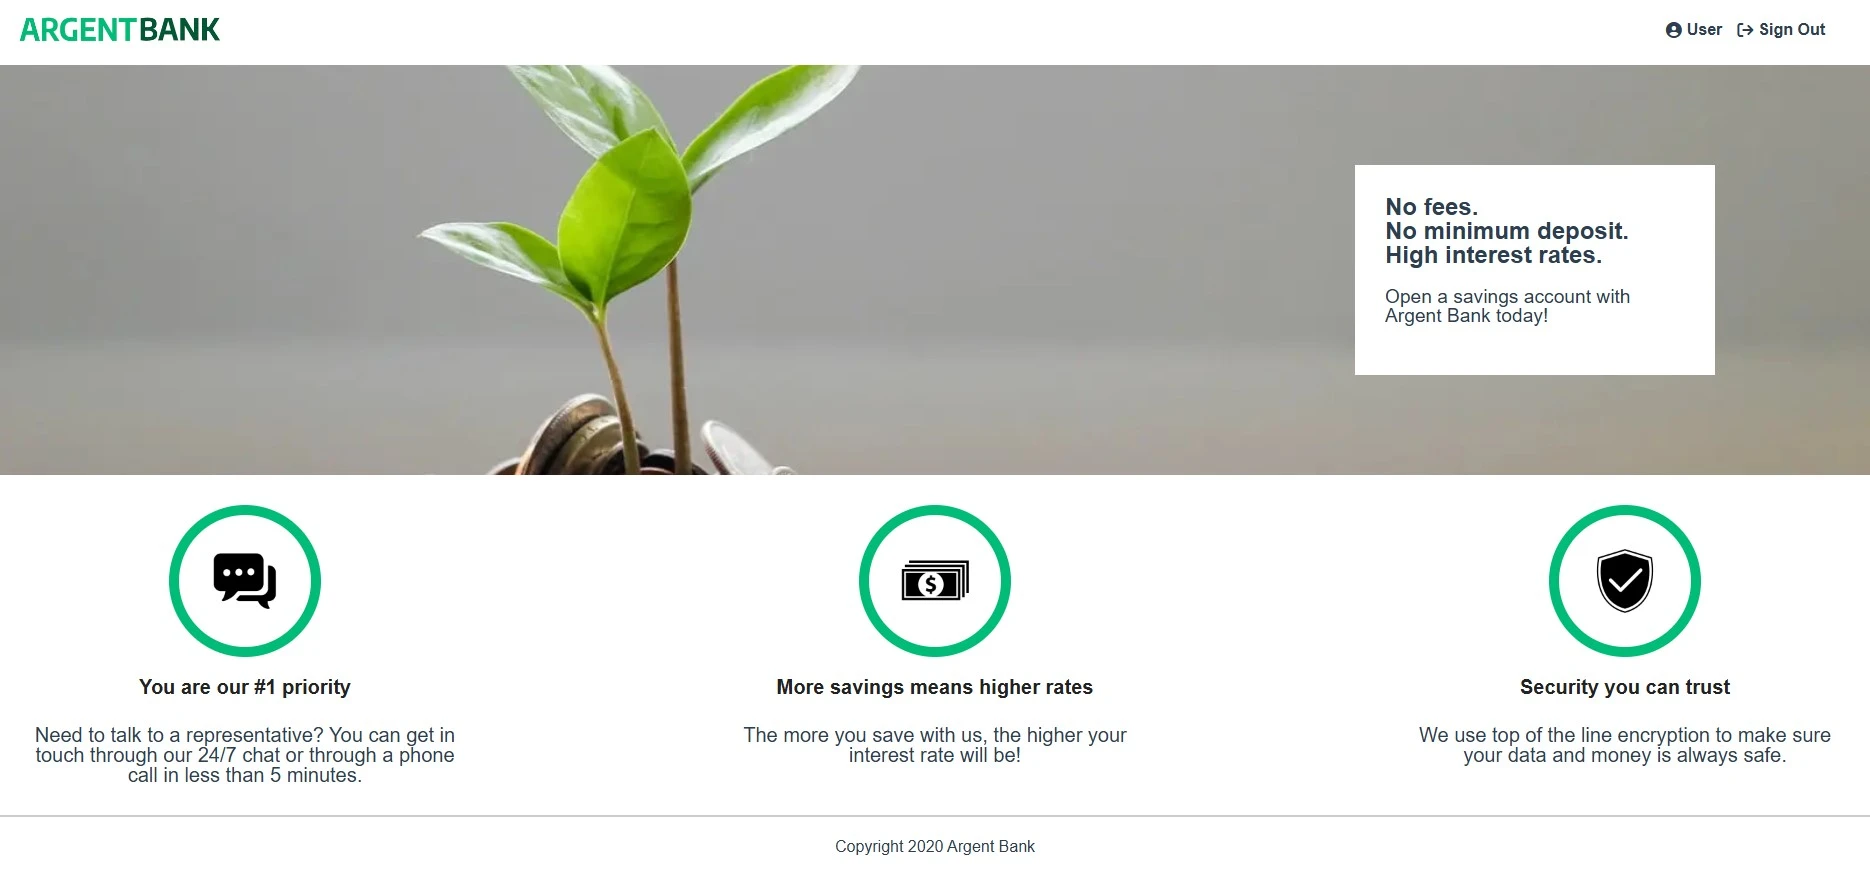 ARGENTBANK
User Sign Out
No fees.
No minimum deposit.
High interest rates.
Open a savings account with
Argent Bank today!
You are our #1 priority
Need to talk to a representative? You can get in
touch through our 24/7 chat or through a phone
call in less than 5 minutes.
$
More savings means higher rates
The more you save with us, the higher your
interest rate will be!
Security you can trust
We use top of the line encryption to make sure
your data and money is always safe.
Copyright 2020 Argent Bank